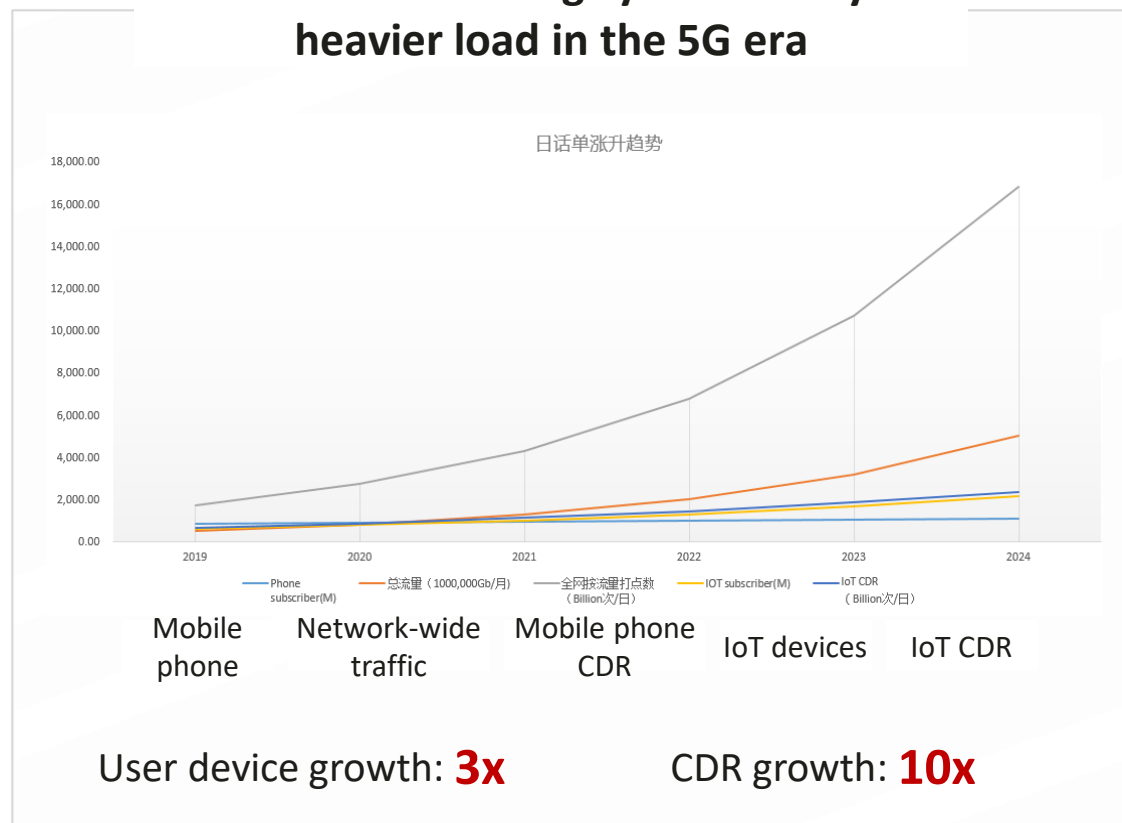 heavier load in the 5G era
日话单涨升趋势
18,000.00
16,000.00
14,000.00
12,000.00
10,000.00
8,000.00
6,000.00
4,000.00
2,000.00
0.00
2019 2020 2021 2022 2023 2024
Phone 总流量（1000,000Gb/月) 全网按流量打点数 IOT subscriber(M) IoT CDR
subscriber(M) （Billion次/日） （ Billion次/日）
Mobile Network-wide Mobile phone IoT devices IoT CDR
phone traffic CDR
User device growth: 3x CDR growth: 10x